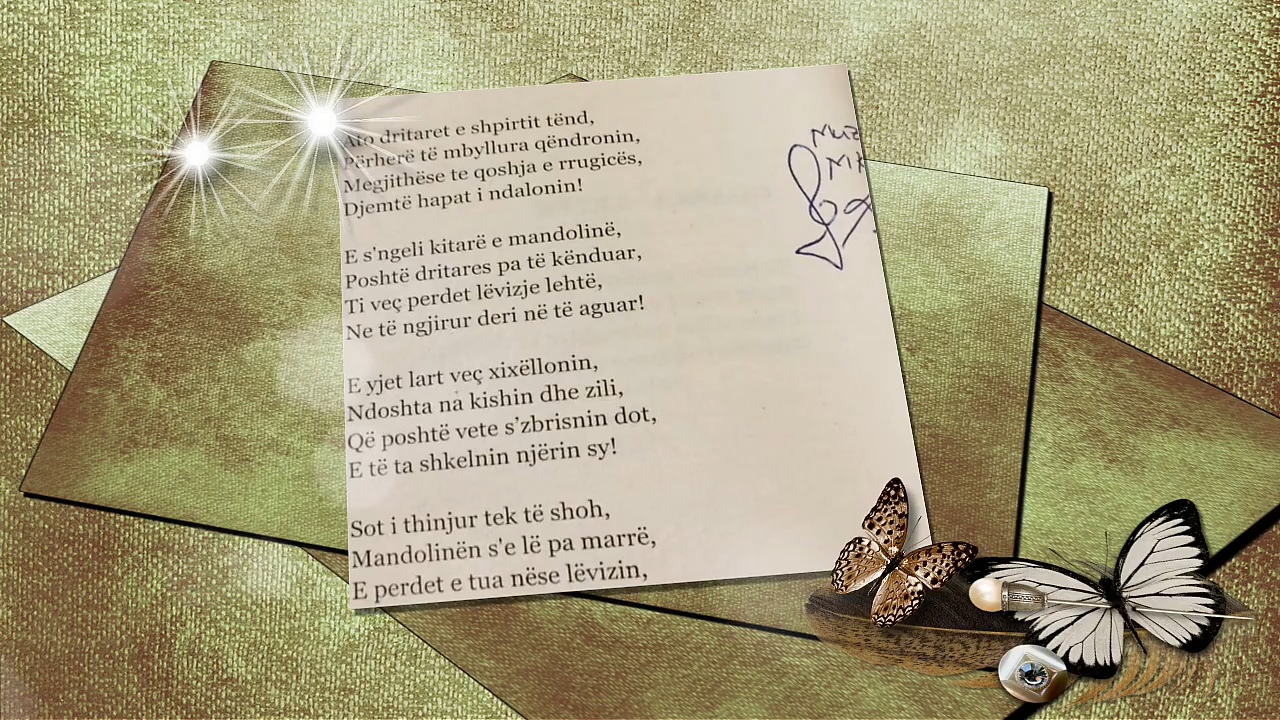 Ato dritaret e shpirtit tënd,
Përherë të mbyllura qëndronin,
Megjithëse te qoshja e rrugicës,
Djemtë hapat i ndalonin!
E s'ngeli kitarë e mandolinë,
Poshtë dritares pa të kënduar,
Ti veç perdet lëvizje lehtë,
Ne të ngjirur deri në të aguar!
E yjet lart veç xixëllonin,
Ndoshta na kishin dhe zili,
Që poshtë vete s'zbrisnin dot,
E të ta shkelnin njërin sy!
Sot i thinjur tek të shoh,
Mandolinën s'e lë pa marrë,
E perdet e tua nëse lëvizin,